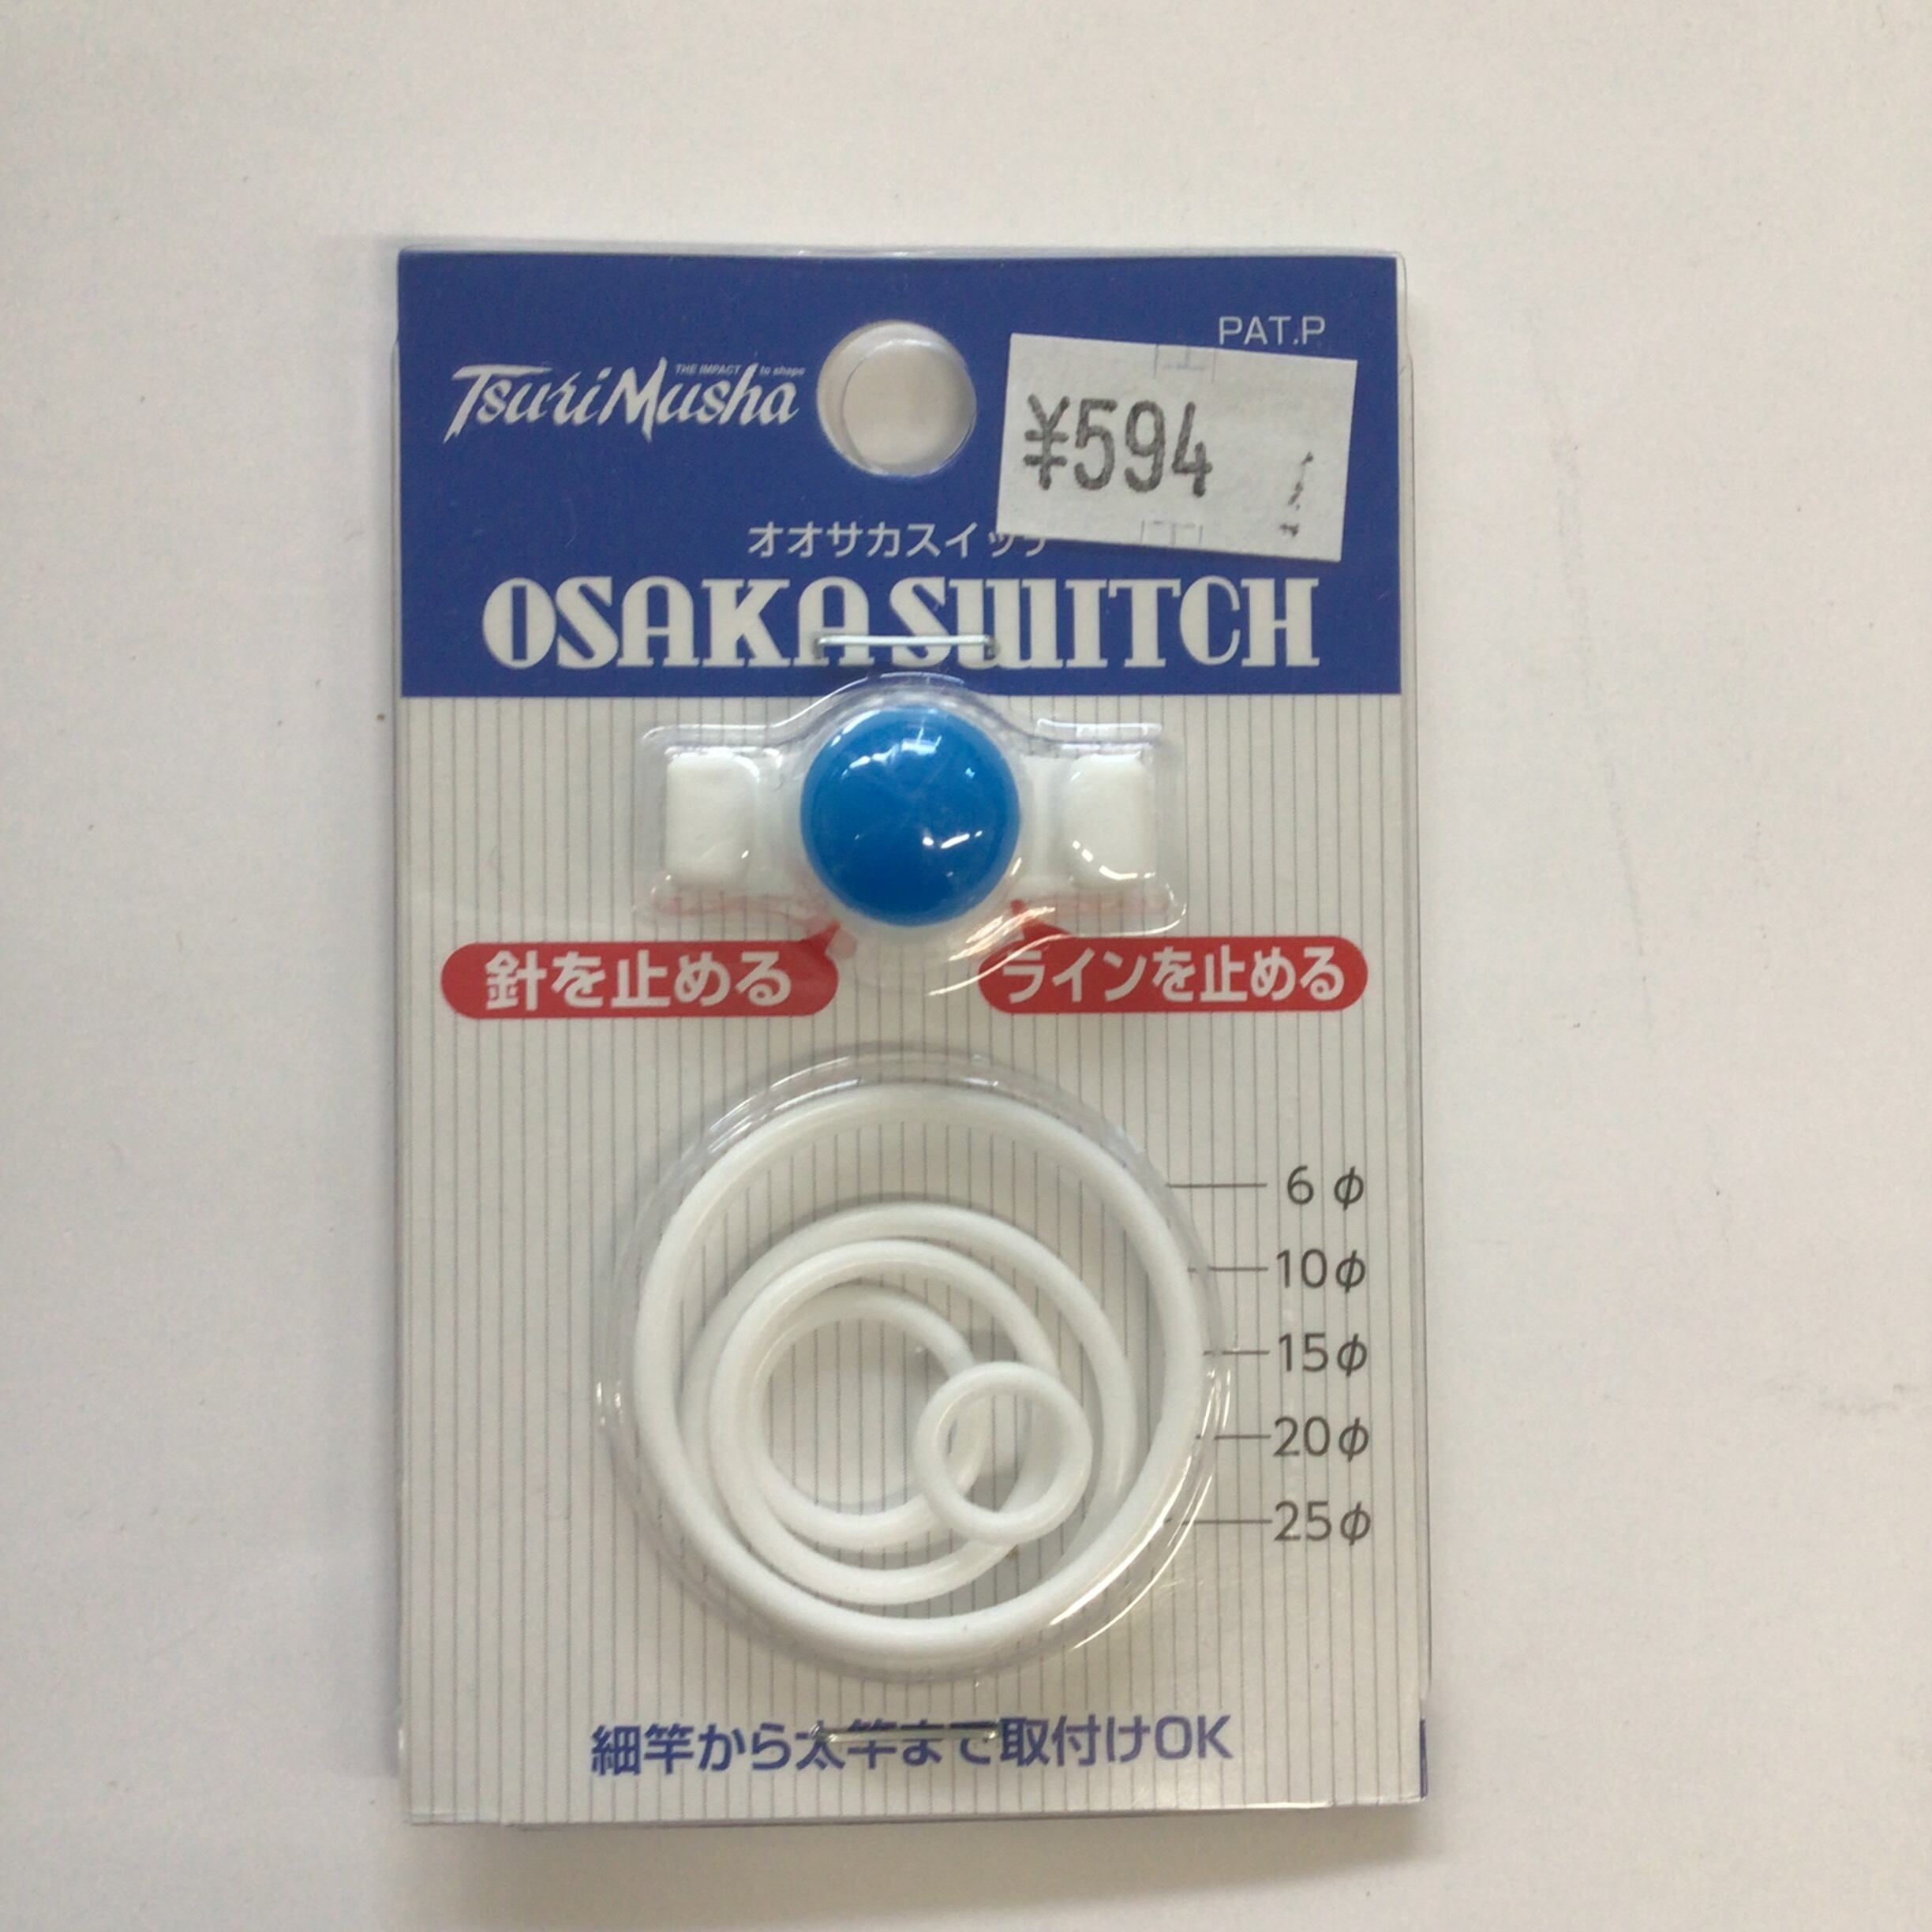 PAT.P
THE IMPACT to shape
TsuriMusha
¥594
オオサカスイッチ
OSAKA SWITCH
針を止める
ラインを止める
6φ
10φ
15φ
20φ
25φ
細竿から太竿まで取付けOK